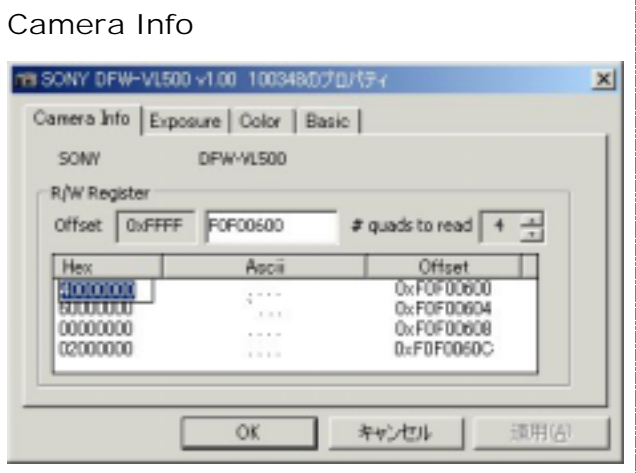 Camera Info
SONY DFW-VL500 v1.00 100348のプロパティ
Camera Info Exposure Color Basic
SONY DFW-VL500
R/W Register
Offset 0xFFFF F0F00600 # quads to read 4
Hex Ascii Offset
40000000 .... 0xF0F00600
60000000 `... 0xF0F00604
00000000 .... 0xF0F00608
02000000 .... 0xF0F0060C
OK キャンセル 適用(A)